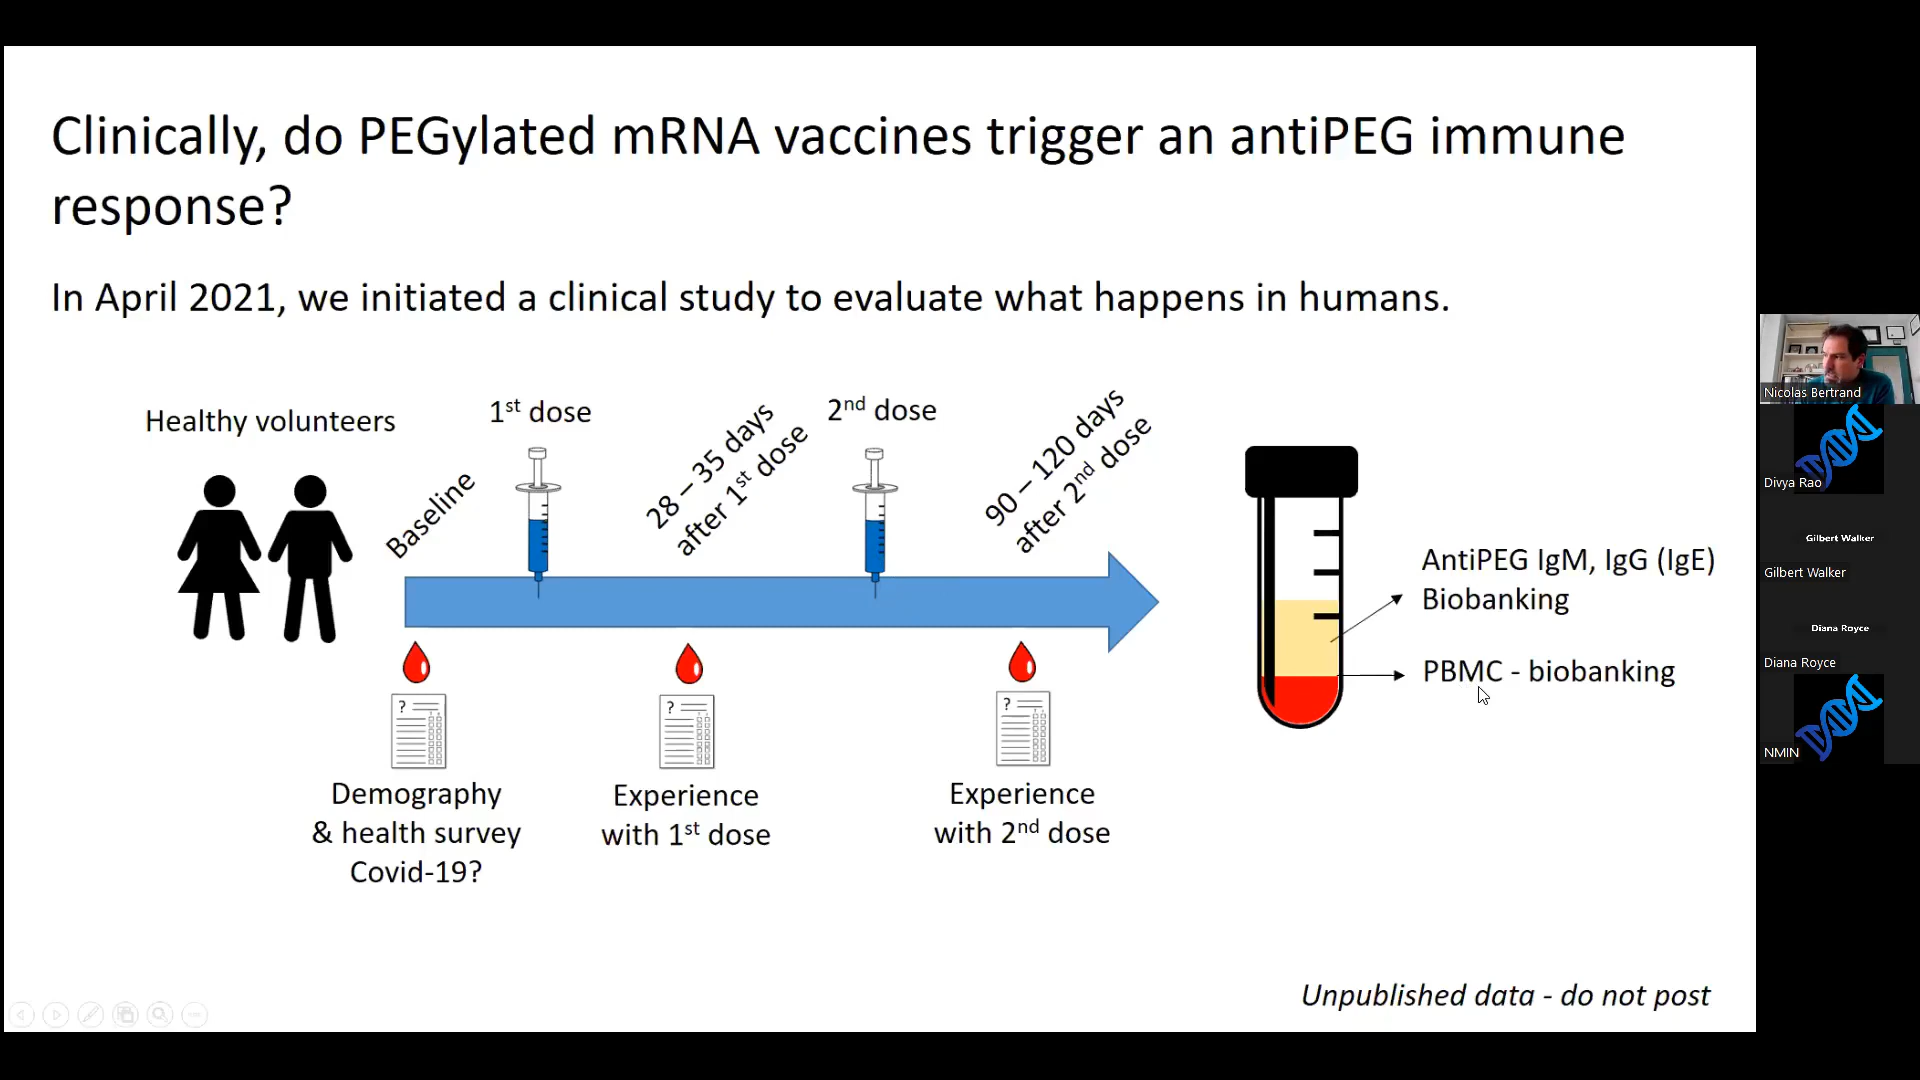 Clinically, do PEGylated mRNA vaccines trigger an antiPEG immune
response?
In April 2021, we initiated a clinical study to evaluate what happens in humans.
Healthy volunteers
Baseline
1st dose
28 – 35 days
after 1st dose
2nd dose
90 – 120 days
after 2nd dose
?
?
?
Demography
& health survey
Covid-19?
Experience
with 1st dose
Experience
with 2nd dose
AntiPEG IgM, IgG (IgE)
Biobanking
PBMC - biobanking
Unpublished data - do not post
Nicolas Bertrand
Divya Rao
Gilbert Walker
Gilbert Walker
Diana Royce
Diana Royce
NMIN